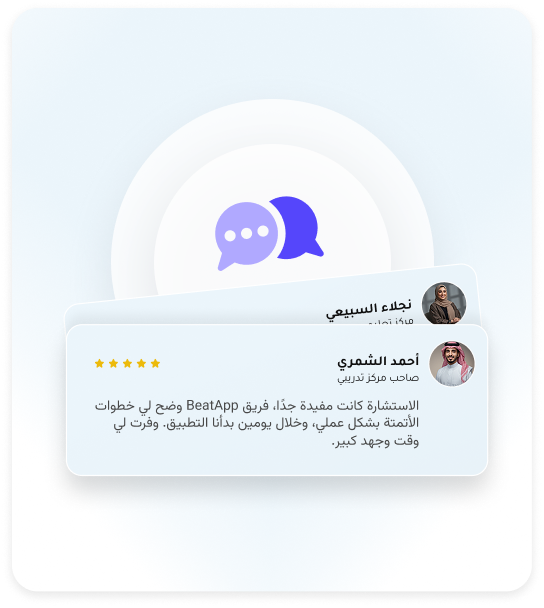 نجلاء السبيعي
مركز
أحمد الشمري
صاحب مركز تدريبي
الاستشارة كانت مفيدة جدًا، فريق BeatApp وضح لي خطوات
الأتمتة بشكل عملي، وخلال يومين بدأنا التطبيق. وفرت لي
وقت وجهد كبير.